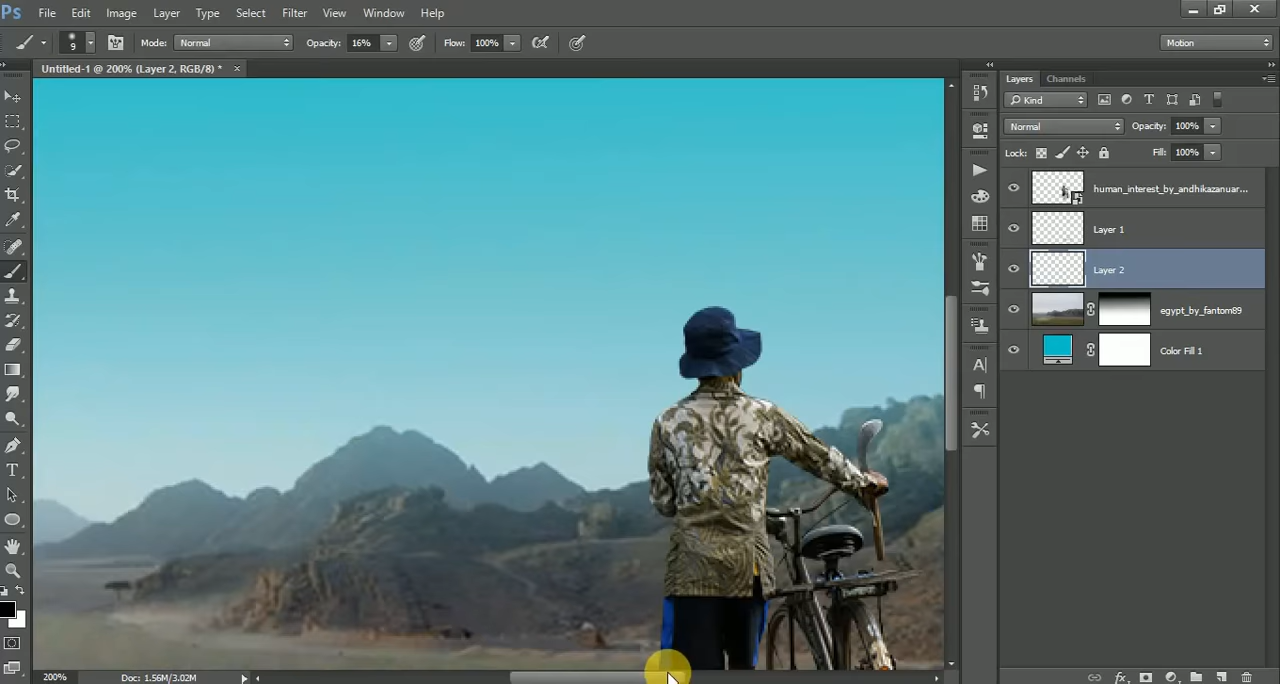 Ps File Edit Image Layer Type Select Filter View Window Help
9 Mode: Normal Opacity: 16% Flow: 100% Motion
Untitled-1 @ 200% (Layer 2, RGB/8) * ×
Layers Channels
Kind
Normal Opacity: 100%
Lock: Fill: 100%
human_interest_by_andhikazanuar...
Layer 1
Layer 2
egypt_by_fantom89
Color Fill 1
200% Doc: 1.56M/3.02M